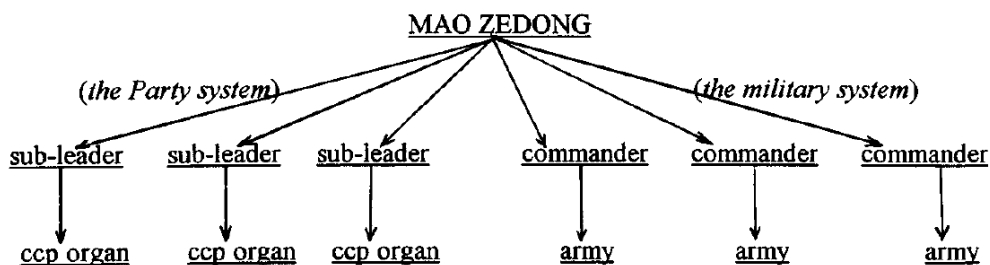 MAO ZEDONG
(the Party system) (the military system)
sub-leader sub-leader sub-leader commander commander commander
ccp organ ccp organ ccp organ army army army